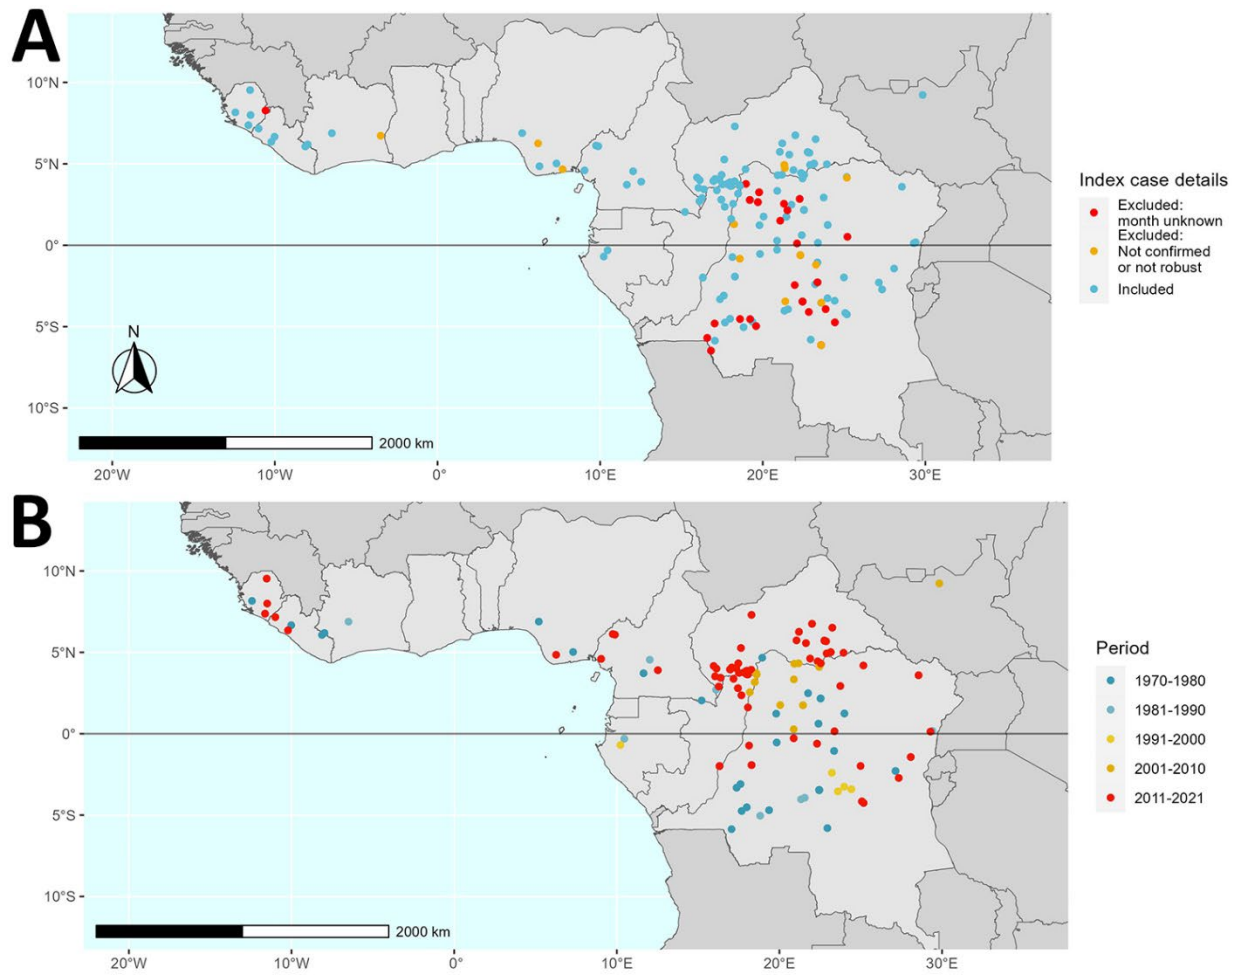 A
10°N
5°N
0°
5°S
10°S
N
2000 km
20°W
10°W
0°
10°E
20°E
30°E
Index case details
Excluded:
month unknown
Excluded:
Not confirmed
or not robust
Included
B
10°N
5°N
0°
5°S
10°S
2000 km
20°W
10°W
0°
10°E
20°E
30°E
Period
1970-1980
1981-1990
1991-2000
2001-2010
2011-2021